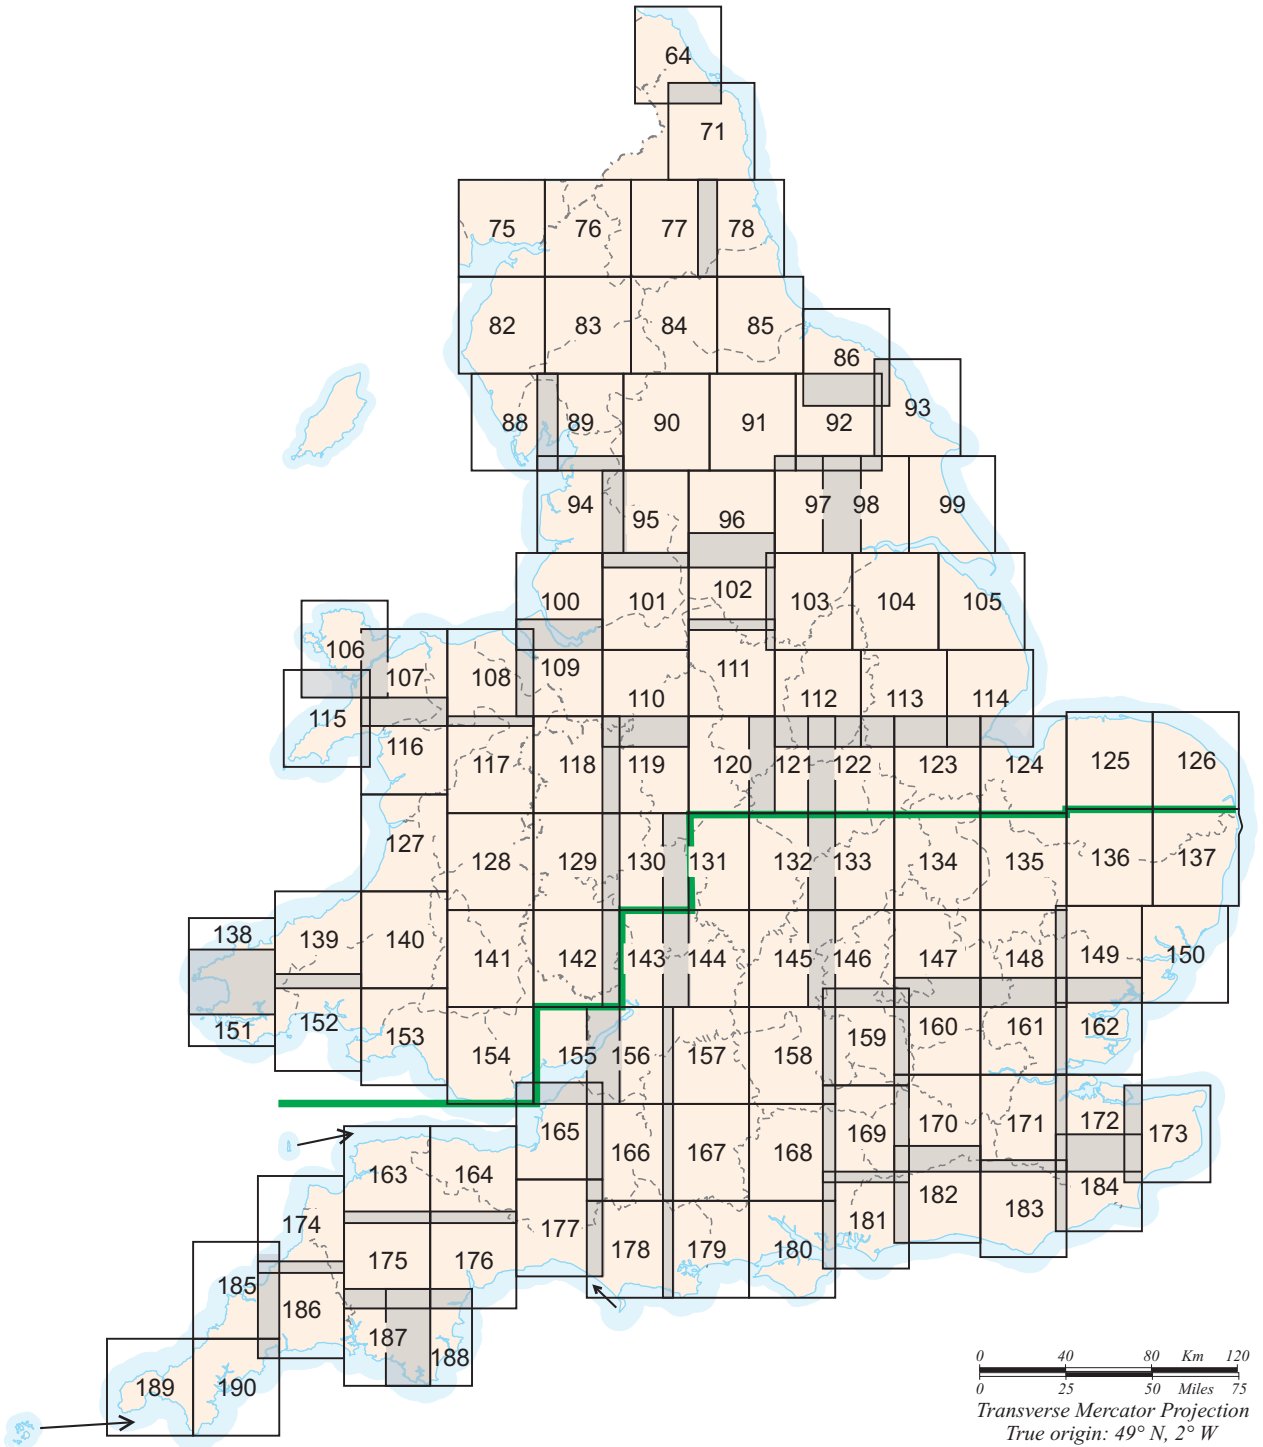 64
71
75 76 77 78
82 83 84 85
86
88 89 90 91 92 93
94 95 96 97 98 99
100 101 102 103 104 105
106 107 108 109 110 111 112 113 114
115 116 117 118 119 120 121 122 123 124 125 126
127 128 129 130 131 132 133 134 135 136 137
138 139 140 141 142 143 144 145 146 147 148 149 150
151 152 153 154 155 156 157 158 159 160 161 162
163 164 165 166 167 168 169 170 171 172 173
174 175 176 177 178 179 180 181 182 183 184
185 186 187 188
189 190
0 40 80 Km 120
0 25 50 Miles 75
Transverse Mercator Projection
True origin: 49° N, 2° W